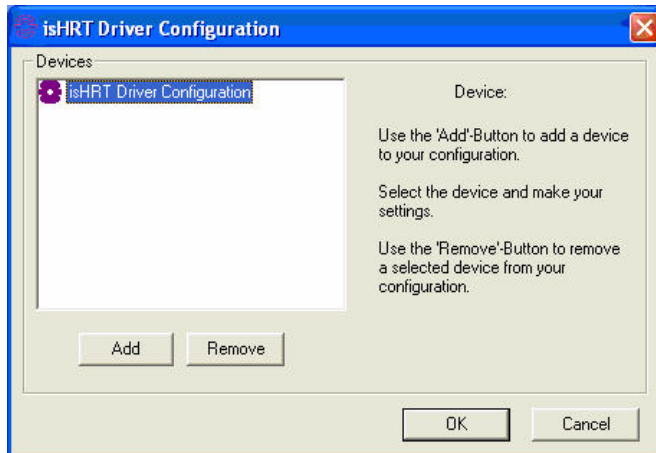 isHRT Driver Configuration
Devices
isHRT Driver Configuration
Device:
Use the 'Add'-Button to add a device
to your configuration.
Select the device and make your
settings.
Use the 'Remove'-Button to remove
a selected device from your
configuration.
Add Remove
OK Cancel